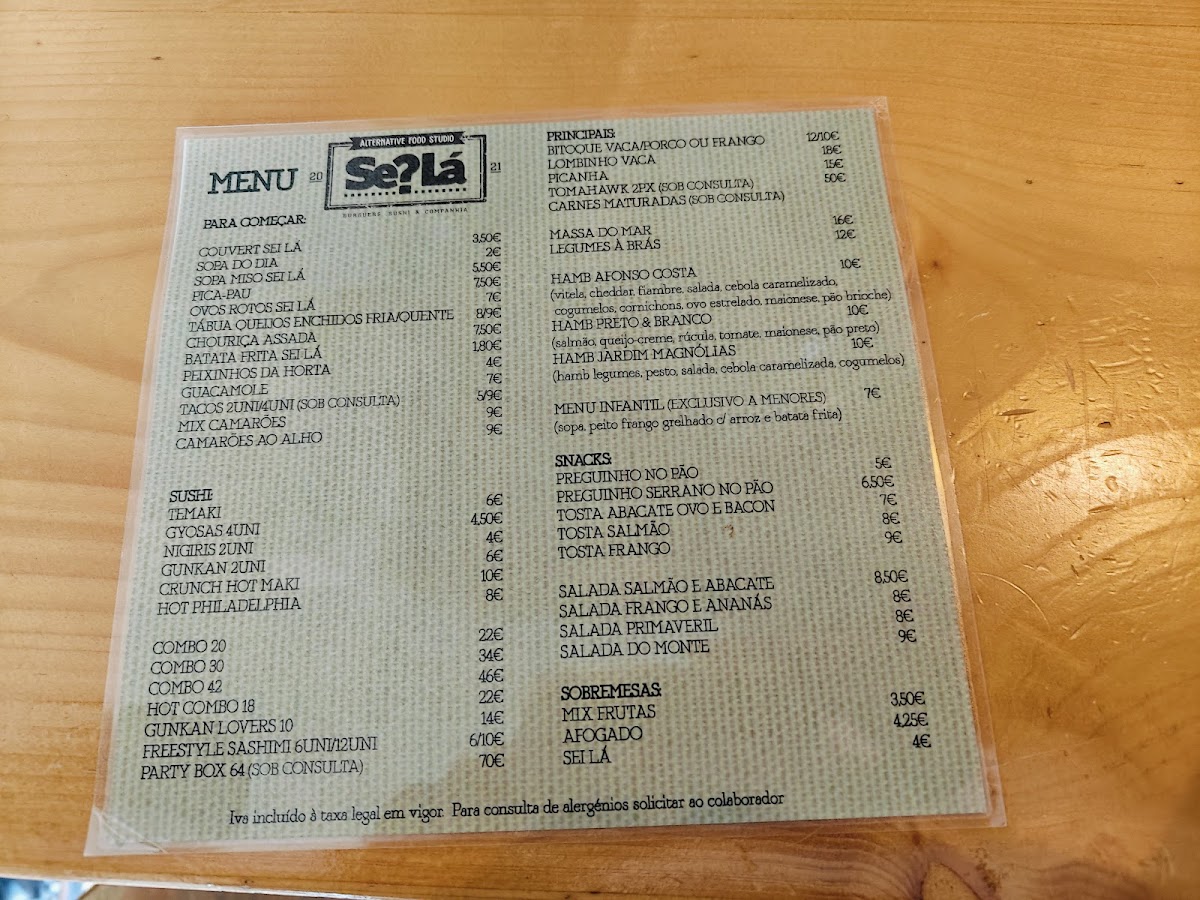 MENU
20
ALTERNATIVE FOOD STUDIO
Se?Lá
21
BURGUERS, SUSHI & COMPANHIA
PARA COMEÇAR:
COUVERT SEI LÁ 3,50€
SOPA DO DIA 2€
SOPA MISO SEI LÁ 5,50€
PICA-PAU 7,50€
OVOS ROTOS SEI LÁ 7€
TÁBUA QUEIJOS ENCHIDOS FRIA/QUENTE 8/9€
CHOURIÇA ASSADA 7,50€
BATATA FRITA SEI LÁ 1,80€
PEIXINHOS DA HORTA 4€
GUACAMOLE 7€
TACOS 2UNI/4UNI (SOB CONSULTA) 5/9€
MIX CAMARÕES 9€
CAMARÕES AO ALHO 9€
SUSHI:
TEMAKI 6€
GYOSAS 4UNI 4,50€
NIGIRIS 2UNI 4€
GUNKAN 2UNI 6€
CRUNCH HOT MAKI 10€
HOT PHILADELPHIA 8€
COMBO 20 22€
COMBO 30 34€
COMBO 42 46€
HOT COMBO 18 22€
GUNKAN LOVERS 10 14€
FREESTYLE SASHIMI 6UNI/12UNI 6/10€
PARTY BOX 64 (SOB CONSULTA) 70€
PRINCIPAIS:
BITOQUE VACA/PORCO OU FRANGO 12/10€
LOMBINHO VACA 18€
PICANHA 15€
TOMAHAWK 2PX (SOB CONSULTA) 50€
CARNES MATURADAS (SOB CONSULTA)
MASSA DO MAR 16€
LEGUMES À BRÁS 12€
HAMB AFONSO COSTA 10€
(vitela, cheddar, fiambre, salada, cebola caramelizado,
cogumelos, cornichons, ovo estrelado, maionese, pão brioche)
HAMB PRETO & BRANCO 10€
(salmão, queijo-creme, rúcula, tomate, maionese, pão preto)
HAMB JARDIM MAGNÓLIAS 10€
(hamb legumes, pesto, salada, cebola caramelizada, cogumelos)
MENU INFANTIL (EXCLUSIVO A MENORES) 7€
(sopa, peito frango grelhado c/ arroz e batata frita)
SNACKS:
PREGUINHO NO PÃO 5€
PREGUINHO SERRANO NO PÃO 6,50€
TOSTA ABACATE OVO E BACON 7€
TOSTA SALMÃO 8€
TOSTA FRANGO 9€
SALADA SALMÃO E ABACATE 8,50€
SALADA FRANGO E ANANÁS 8€
SALADA PRIMAVERIL 8€
SALADA DO MONTE 9€
SOBREMESAS:
MIX FRUTAS 3,50€
AFOGADO 4,25€
SEI LÁ 4€
Iva incluído à taxa legal em vigor. Para consulta de alergénios solicitar ao colaborador